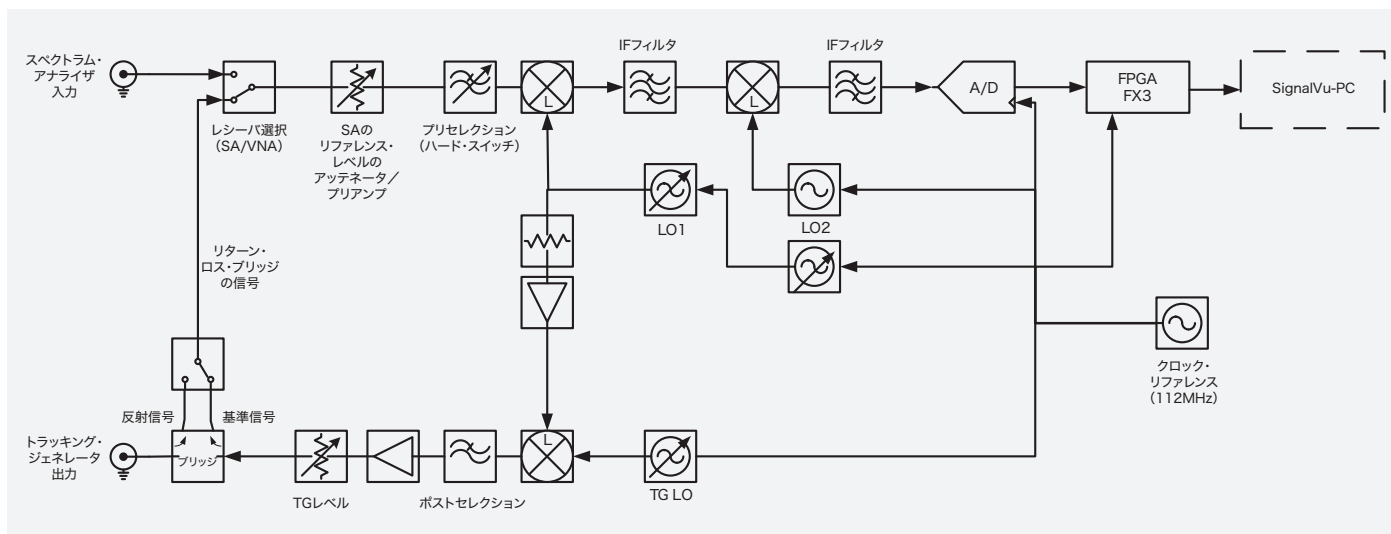 スペクトラム・
アナライザ
入力
レシーバ選択
（SA/VNA）
SAの
リファレンス・
レベルの
アッテネータ／
プリアンプ
プリセレクション
（ハード・スイッチ）
L
IFフィルタ
L
IFフィルタ
A/D
FPGA
FX3
SignalVu-PC
LO1
LO2
リターン・
ロス・ブリッジ
の信号
クロック・
リファレンス
（112MHz）
反射信号
基準信号
トラッキング・
ジェネレータ
出力
ブリッジ
TGレベル
ポストセレクション
L
TG LO